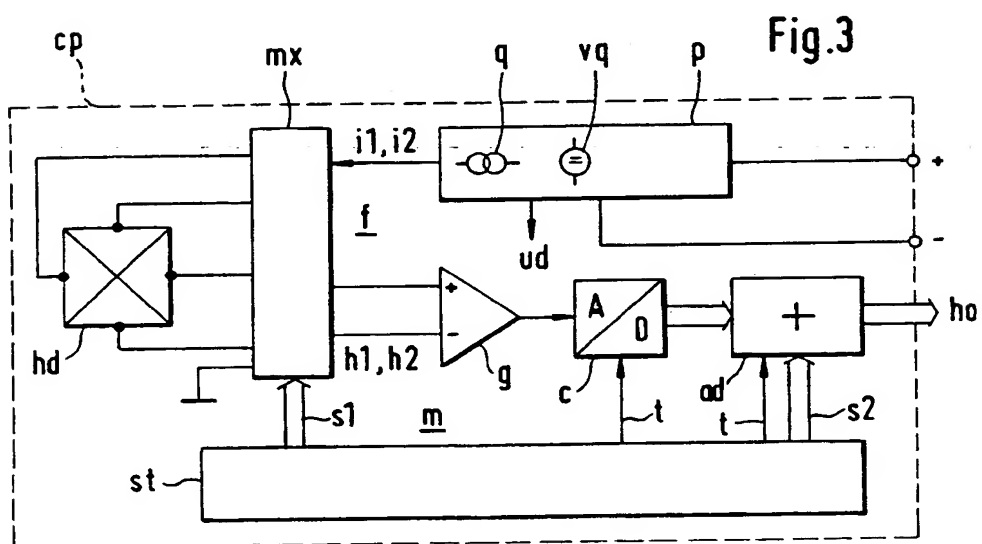 Fig.3
cp
mx
q
vq
p
i1,i2
=
+
f
ud
-
hd
+
-
A
D
+
ho
h1,h2
g
c
ad
s1
m
t
t
s2
st